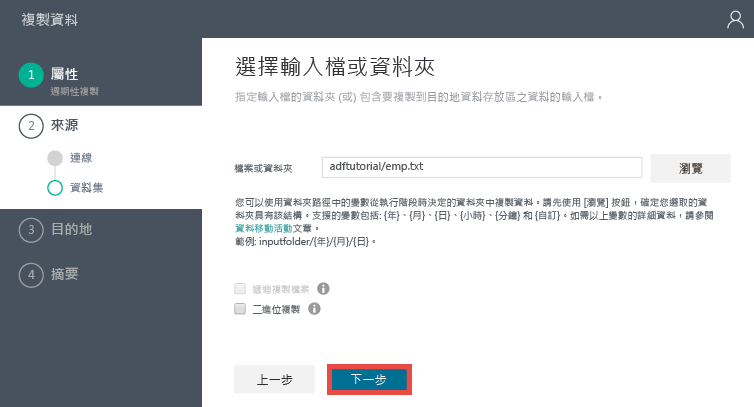 複製資料
1 屬性
週期性複製
2 來源
連線
資料集
3 目的地
4 摘要
選擇輸入檔或資料夾
指定輸入檔的資料夾 (或) 包含要複製到目的地資料存放區之資料的輸入檔。
檔案或資料夾 adftutorial/emp.txt 瀏覽
您可以使用資料夾路徑中的變數從執行階段時決定的資料夾中複製資料。請先使用 [瀏覽] 按鈕，確定您選取的資
料夾具有該結構。支援的變數包括: {年}、{月}、{日}、{小時}、{分鐘} 和 {自訂}。如需以上變數的詳細資料，請參閱
資料移動活動文章。
範例: inputfolder/{年}/{月}/{日}。
遞迴複製檔案
二進位複製
上一步 下一步